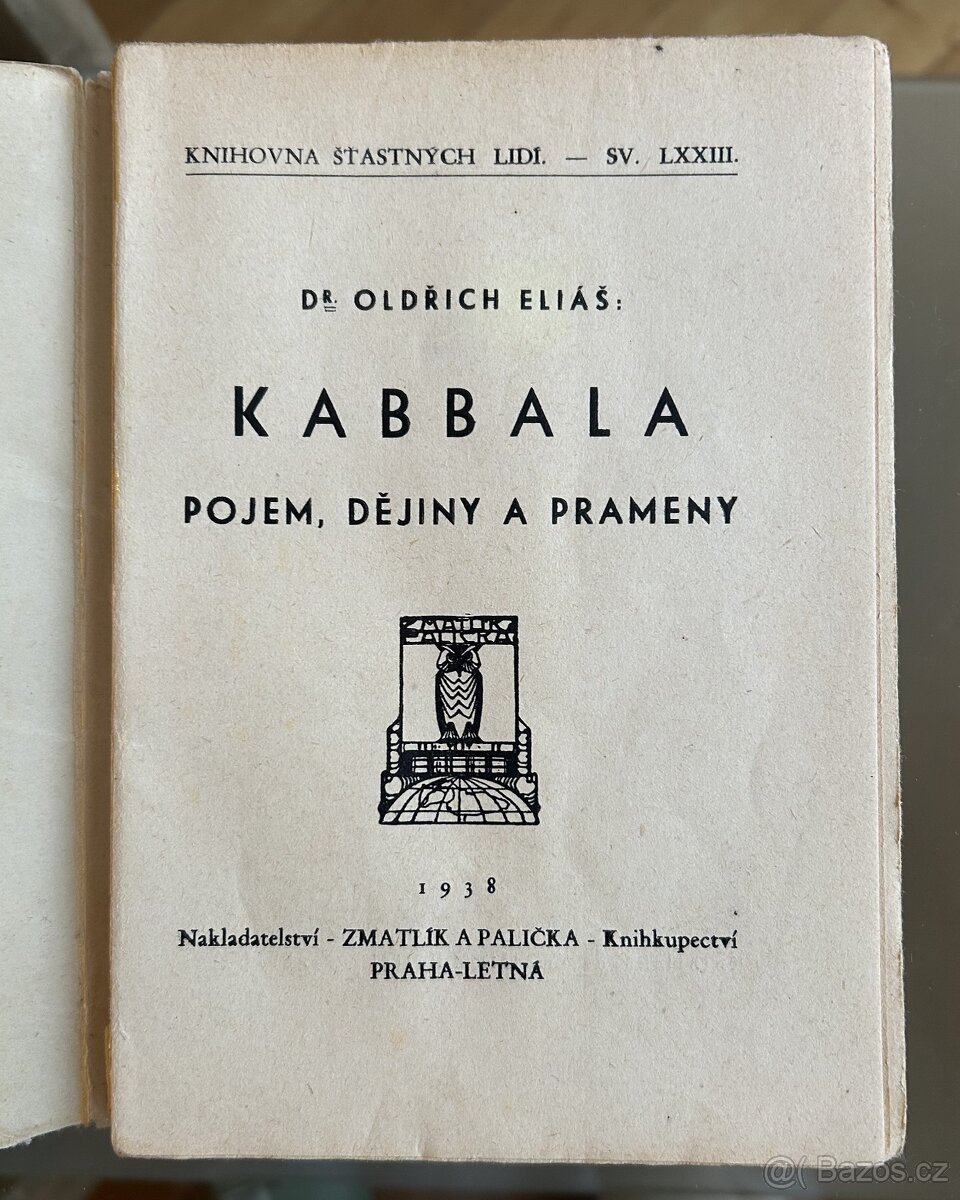 KNIHOVNA ŠŤASTNÝCH LIDÍ. — SV. LXXIII.
DR. OLDŘICH ELIÁŠ:
KABBALA
POJEM, DĚJINY A PRAMENY
ZMATLÍK
PALIČKA
1938
Nakladatelství - ZMATLÍK A PALIČKA - Knihkupectví
PRAHA-LETNÁ
@( Bazos.cz